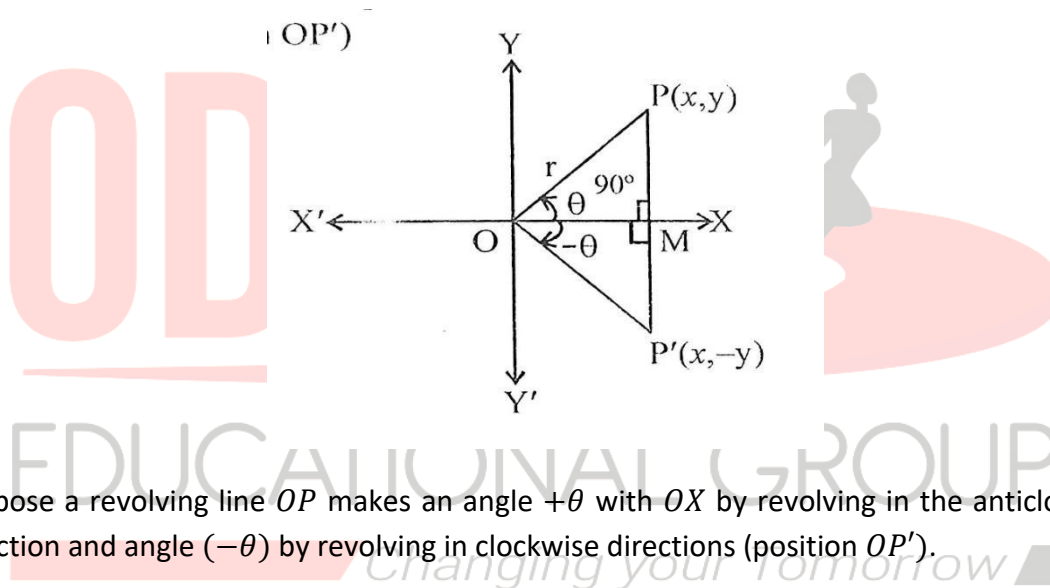 OP′)
Y
P(x,y)
r
90°
θ
X′
X
O
-θ
M
P′(x,-y)
Y′
OD
EDUCATIONAL GROUP
pose a revolving line OP makes an angle +θ with OX by revolving in the anticlo
ction and angle (−θ) by revolving in clockwise directions (position OP′).
Changing your Tomorrow